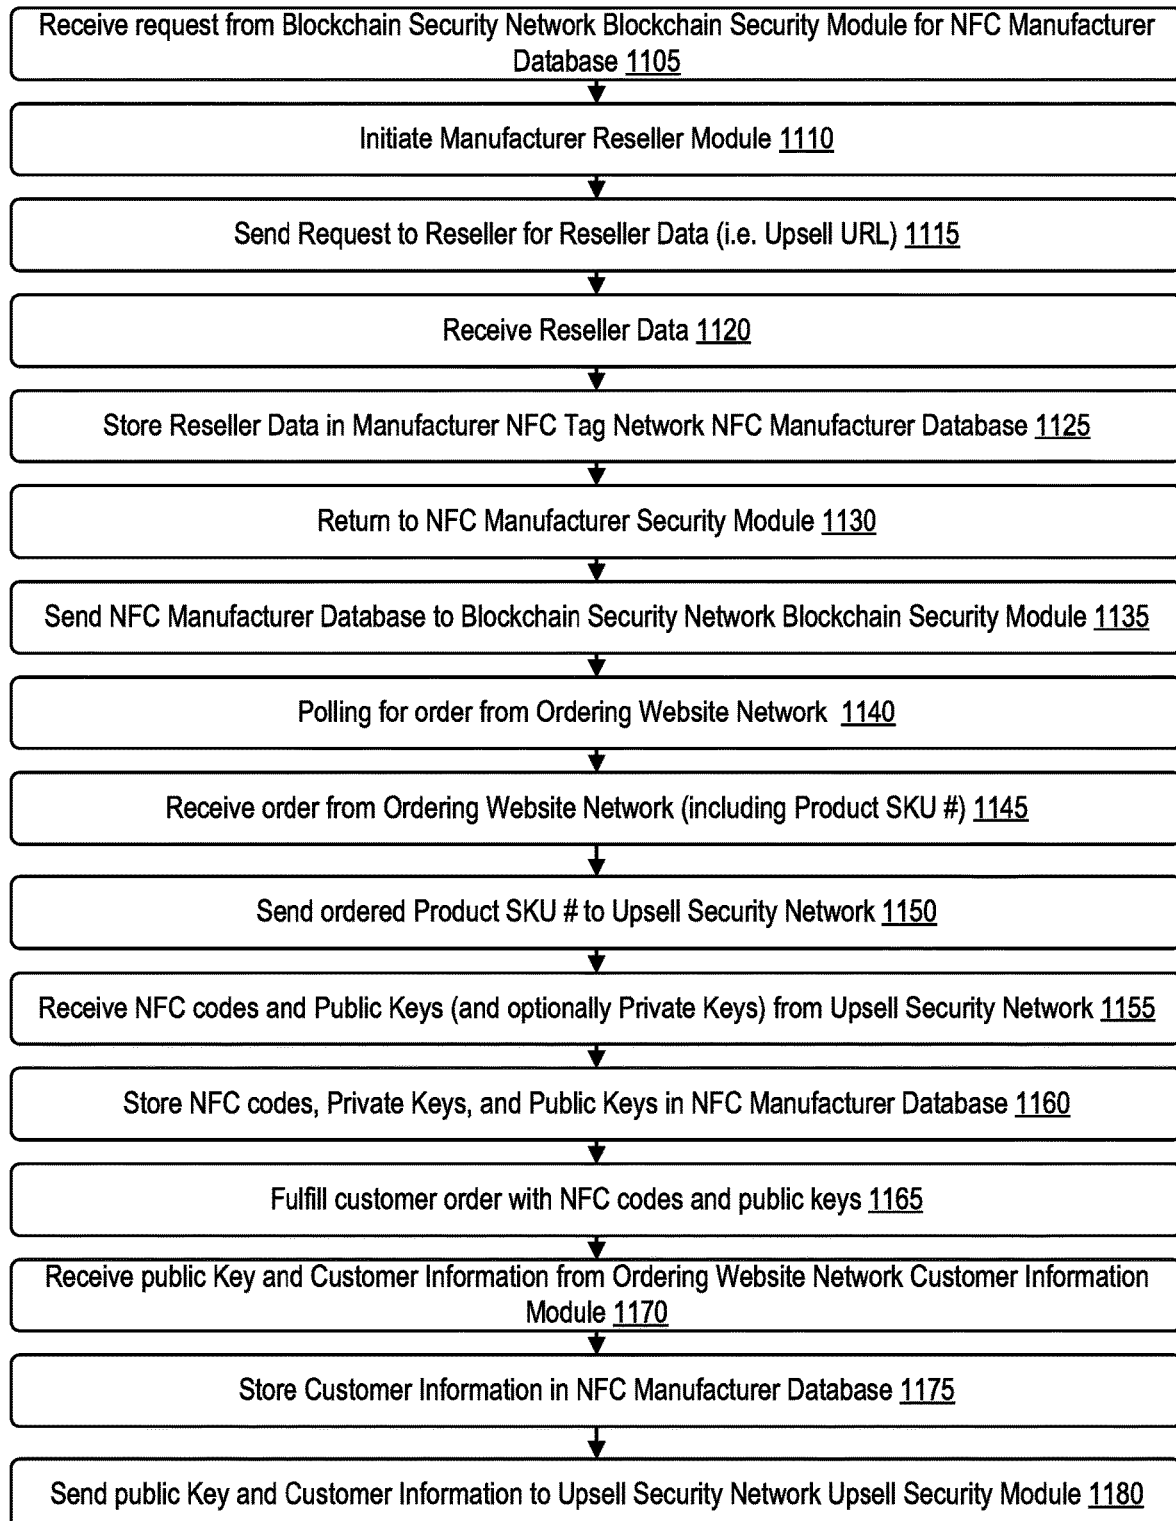 Receive request from Blockchain Security Network Blockchain Security Module for NFC Manufacturer
Database 1105
Initiate Manufacturer Reseller Module 1110
Send Request to Reseller for Reseller Data (i.e. Upsell URL) 1115
Receive Reseller Data 1120
Store Reseller Data in Manufacturer NFC Tag Network NFC Manufacturer Database 1125
Return to NFC Manufacturer Security Module 1130
Send NFC Manufacturer Database to Blockchain Security Network Blockchain Security Module 1135
Polling for order from Ordering Website Network 1140
Receive order from Ordering Website Network (including Product SKU #) 1145
Send ordered Product SKU # to Upsell Security Network 1150
Receive NFC codes and Public Keys (and optionally Private Keys) from Upsell Security Network 1155
Store NFC codes, Private Keys, and Public Keys in NFC Manufacturer Database 1160
Fulfill customer order with NFC codes and public keys 1165
Receive public Key and Customer Information from Ordering Website Network Customer Information
Module 1170
Store Customer Information in NFC Manufacturer Database 1175
Send public Key and Customer Information to Upsell Security Network Upsell Security Module 1180